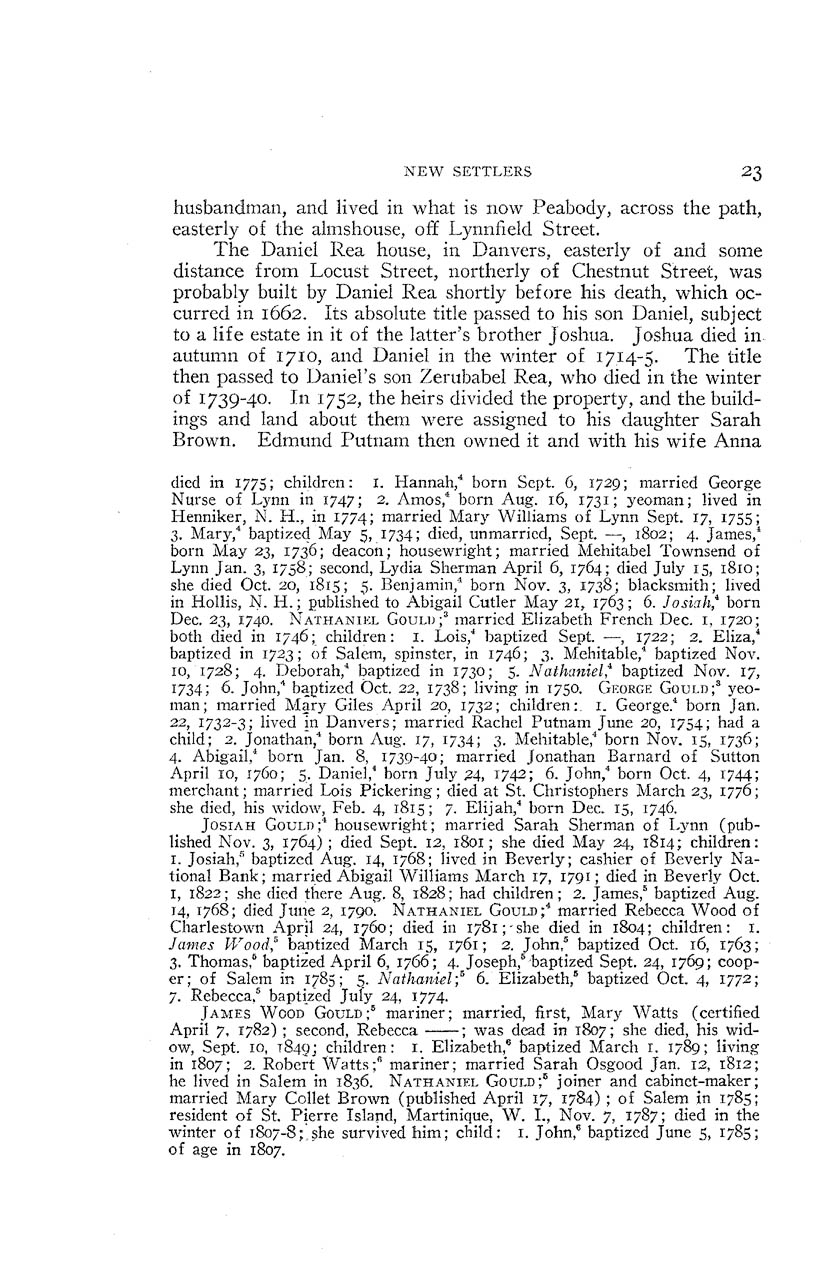 NEW SETTLERS 23
husbandman, and lived in what is now Peabody, across the path,
easterly of the almshouse, off Lynnfield Street.
The Daniel Rea house, in Danvers, easterly of and some
distance from Locust Street, northerly of Chestnut Street, was
probably built by Daniel Rea shortly before his death, which oc-
curred in 1662. Its absolute title passed to his son Daniel, subject
to a life estate in it of the latter's brother Joshua. Joshua died in
autumn of 1710, and Daniel in the winter of 1714-5. The title
then passed to Daniel's son Zerubabel Rea, who died in the winter
of 1739-40. In 1752, the heirs divided the property, and the build-
ings and land about them were assigned to his daughter Sarah
Brown. Edmund Putnam then owned it and with his wife Anna
died in 1775; children: 1. Hannah,⁴ born Sept. 6, 1729; married George
Nurse of Lynn in 1747; 2. Amos,⁴ born Aug. 16, 1731; yeoman; lived in
Henniker, N. H., in 1774; married Mary Williams of Lynn Sept. 17, 1755;
3. Mary,⁴ baptized May 5, 1734; died, unmarried, Sept. —, 1802; 4. James,⁴
born May 23, 1736; deacon; housewright; married Mehitabel Townsend of
Lynn Jan. 3, 1758; second, Lydia Sherman April 6, 1764; died July 15, 1810;
she died Oct. 20, 1815; 5. Benjamin,⁴ born Nov. 3, 1738; blacksmith; lived
in Hollis, N. H.; published to Abigail Cutler May 21, 1763; 6. Josiah,⁴ born
Dec. 23, 1740. NATHANIEL GOULD;³ married Elizabeth French Dec. 1, 1720;
both died in 1746; children: 1. Lois,⁴ baptized Sept. —, 1722; 2. Eliza,⁴
baptized in 1723; of Salem, spinster, in 1746; 3. Mehitable,⁴ baptized Nov.
10, 1728; 4. Deborah,⁴ baptized in 1730; 5. Nathaniel,⁴ baptized Nov. 17,
1734; 6. John,⁴ baptized Oct. 22, 1738; living in 1750. GEORGE GOULD;³ yeo-
man; married Mary Giles April 20, 1732; children: 1. George.⁴ born Jan.
22, 1732-3; lived in Danvers; married Rachel Putnam June 20, 1754; had a
child; 2. Jonathan,⁴ born Aug. 17, 1734; 3. Mehitable,⁴ born Nov. 15, 1736;
4. Abigail,⁴ born Jan. 8, 1739-40; married Jonathan Barnard of Sutton
April 10, 1760; 5. Daniel,⁴ born July 24, 1742; 6. John,⁴ born Oct. 4, 1744;
merchant; married Lois Pickering; died at St. Christophers March 23, 1776;
she died, his widow, Feb. 4, 1815; 7. Elijah,⁴ born Dec. 15, 1746.
JOSIAH GOULD;⁴ housewright; married Sarah Sherman of Lynn (pub-
lished Nov. 3, 1764); died Sept. 12, 1801; she died May 24, 1814; children:
1. Josiah,⁵ baptized Aug. 14, 1768; lived in Beverly; cashier of Beverly Na-
tional Bank; married Abigail Williams March 17, 1791; died in Beverly Oct.
1, 1822; she died there Aug. 8, 1828; had children; 2. James,⁵ baptized Aug.
14, 1768; died June 2, 1790. NATHANIEL GOULD;⁴ married Rebecca Wood of
Charlestown April 24, 1760; died in 1781; she died in 1804; children: 1.
James Wood,⁵ baptized March 15, 1761; 2. John,⁵ baptized Oct. 16, 1763;
3. Thomas,⁵ baptized April 6, 1766; 4. Joseph,⁵ baptized Sept. 24, 1769; coop-
er; of Salem in 1785; 5. Nathaniel;⁵ 6. Elizabeth,⁵ baptized Oct. 4, 1772;
7. Rebecca,⁵ baptized July 24, 1774.
JAMES WOOD GOULD;⁵ mariner; married, first, Mary Watts (certified
April 7, 1782); second, Rebecca ——; was dead in 1807; she died, his wid-
ow, Sept. 10, 1849; children: 1. Elizabeth,⁶ baptized March 1, 1789; living
in 1807; 2. Robert Watts;⁶ mariner; married Sarah Osgood Jan. 12, 1812;
he lived in Salem in 1836. NATHANIEL GOULD;⁵ joiner and cabinet-maker;
married Mary Collet Brown (published April 17, 1784); of Salem in 1785;
resident of St. Pierre Island, Martinique, W. I., Nov. 7, 1787; died in the
winter of 1807-8; she survived him; child: 1. John,⁶ baptized June 5, 1785;
of age in 1807.